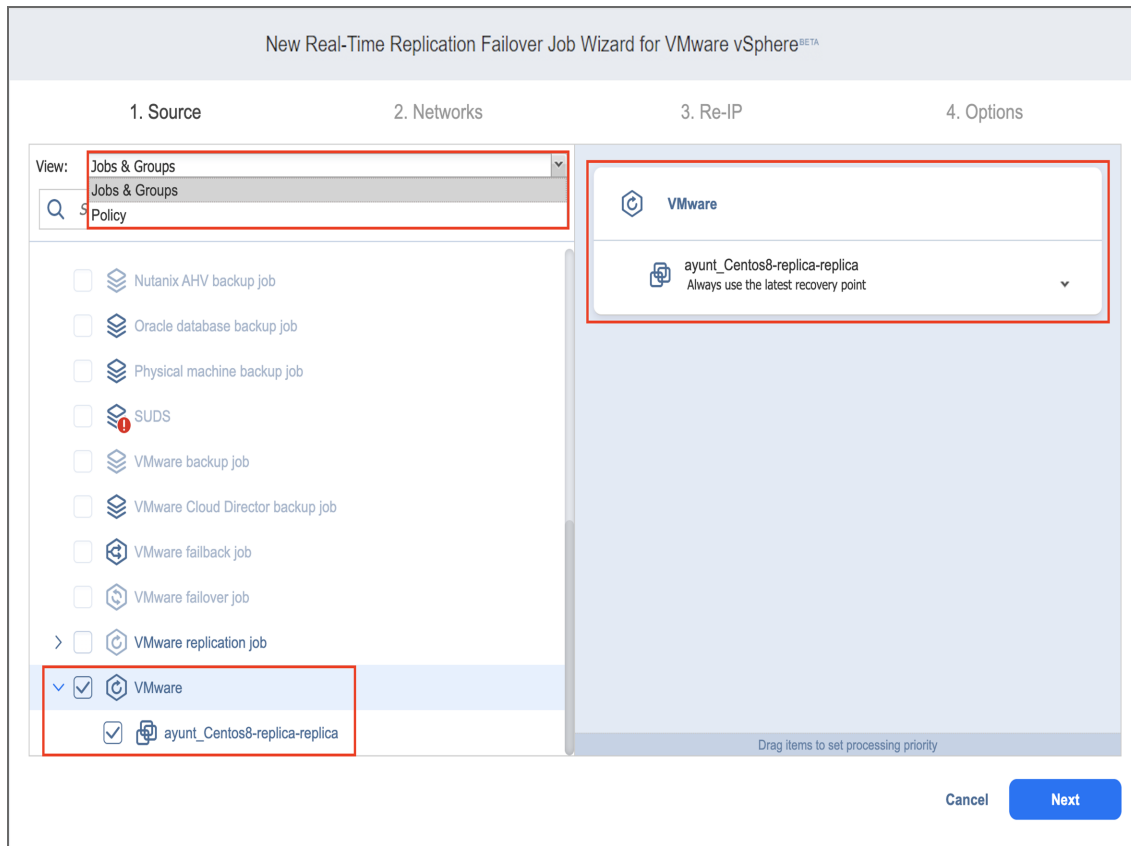 New Real-Time Replication Failover Job Wizard for VMware vSphere BETA
1. Source
2. Networks
3. Re-IP
4. Options
View:
Jobs & Groups
Jobs & Groups
Policy
S
Nutanix AHV backup job
Oracle database backup job
Physical machine backup job
SUDS
VMware backup job
VMware Cloud Director backup job
VMware failback job
VMware failover job
VMware replication job
VMware
ayunt_Centos8-replica-replica
VMware
ayunt_Centos8-replica-replica
Always use the latest recovery point
Drag items to set processing priority
Cancel
Next